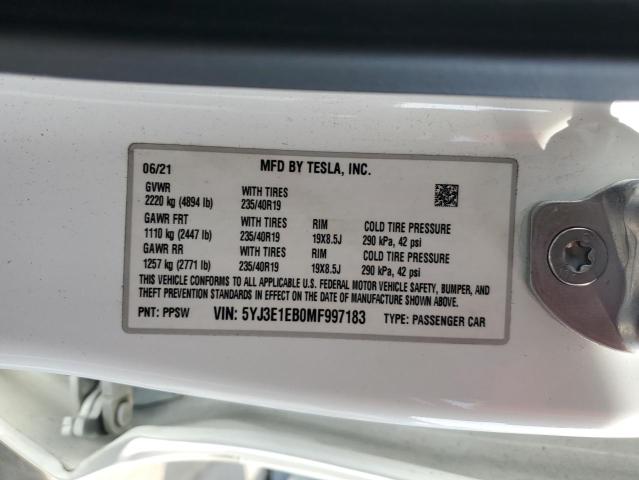 06/21 MFD BY TESLA, INC.
GVWR WITH TIRES
2220 kg (4894 lb) 235/40R19
GAWR FRT WITH TIRES RIM COLD TIRE PRESSURE
1110 kg (2447 lb) 235/40R19 19X8.5J 290 kPa, 42 psi
GAWR RR WITH TIRES RIM COLD TIRE PRESSURE
1257 kg (2771 lb) 235/40R19 19X8.5J 290 kPa, 42 psi
THIS VEHICLE CONFORMS TO ALL APPLICABLE U.S. FEDERAL MOTOR VEHICLE SAFETY, BUMPER, AND
THEFT PREVENTION STANDARDS IN EFFECT ON THE DATE OF MANUFACTURE SHOWN ABOVE.
PNT: PPSW VIN: 5YJ3E1EB0MF997183 TYPE: PASSENGER CAR